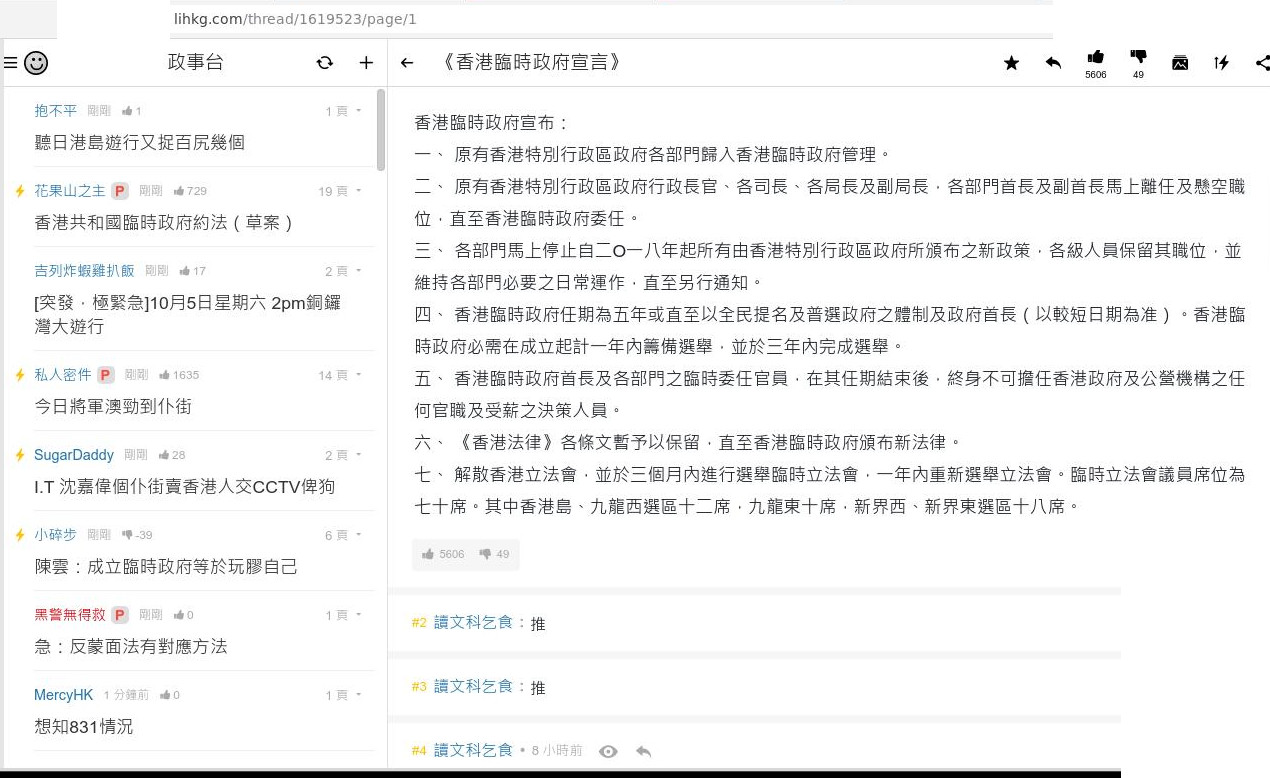 lihkg.com/thread/1619523/page/1
政事台
《香港臨時政府宣言》
5606
49
抱不平 剛剛 1 1 頁
聽日港島遊行又捉百尻幾個
花果山之主 P 剛剛 729 19 頁
香港共和國臨時政府約法（草案）
吉列炸蝦雞扒飯 剛剛 17 2 頁
[突發，極緊急]10月5日星期六 2pm銅鑼
灣大遊行
私人密件 P 剛剛 1635 14 頁
今日將軍澳勁到仆街
SugarDaddy 剛剛 28 2 頁
I.T 沈嘉偉個仆街賣香港人交CCTV俾狗
小碎步 剛剛 -39 6 頁
陳雲：成立臨時政府等於玩膠自己
黑警無得救 P 剛剛 0 1 頁
急：反蒙面法有對應方法
MercyHK 1 分鐘前 0 1 頁
想知831情況
香港臨時政府宣布：
一、 原有香港特別行政區政府各部門歸入香港臨時政府管理。
二、 原有香港特別行政區政府行政長官、各司長、各局長及副局長，各部門首長及副首長馬上離任及懸空職
位，直至香港臨時政府委任。
三、 各部門馬上停止自二O一八年起所有由香港特別行政區政府所頒布之新政策，各級人員保留其職位，並
維持各部門必要之日常運作，直至另行通知。
四、 香港臨時政府任期為五年或直至以全民提名及普選政府之體制及政府首長（以較短日期為准）。香港臨
時政府必需在成立起計一年內籌備選舉，並於三年內完成選舉。
五、 香港臨時政府首長及各部門之臨時委任官員，在其任期結束後，終身不可擔任香港政府及公營機構之任
何官職及受薪之決策人員。
六、 《香港法律》各條文暫予以保留，直至香港臨時政府頒布新法律。
七、 解散香港立法會，並於三個月內進行選舉臨時立法會，一年內重新選舉立法會。臨時立法會議員席位為
七十席。其中香港島、九龍西選區十二席，九龍東十席，新界西、新界東選區十八席。
5606 49
#2 讀文科乞食：推
#3 讀文科乞食：推
#4 讀文科乞食 • 8 小時前